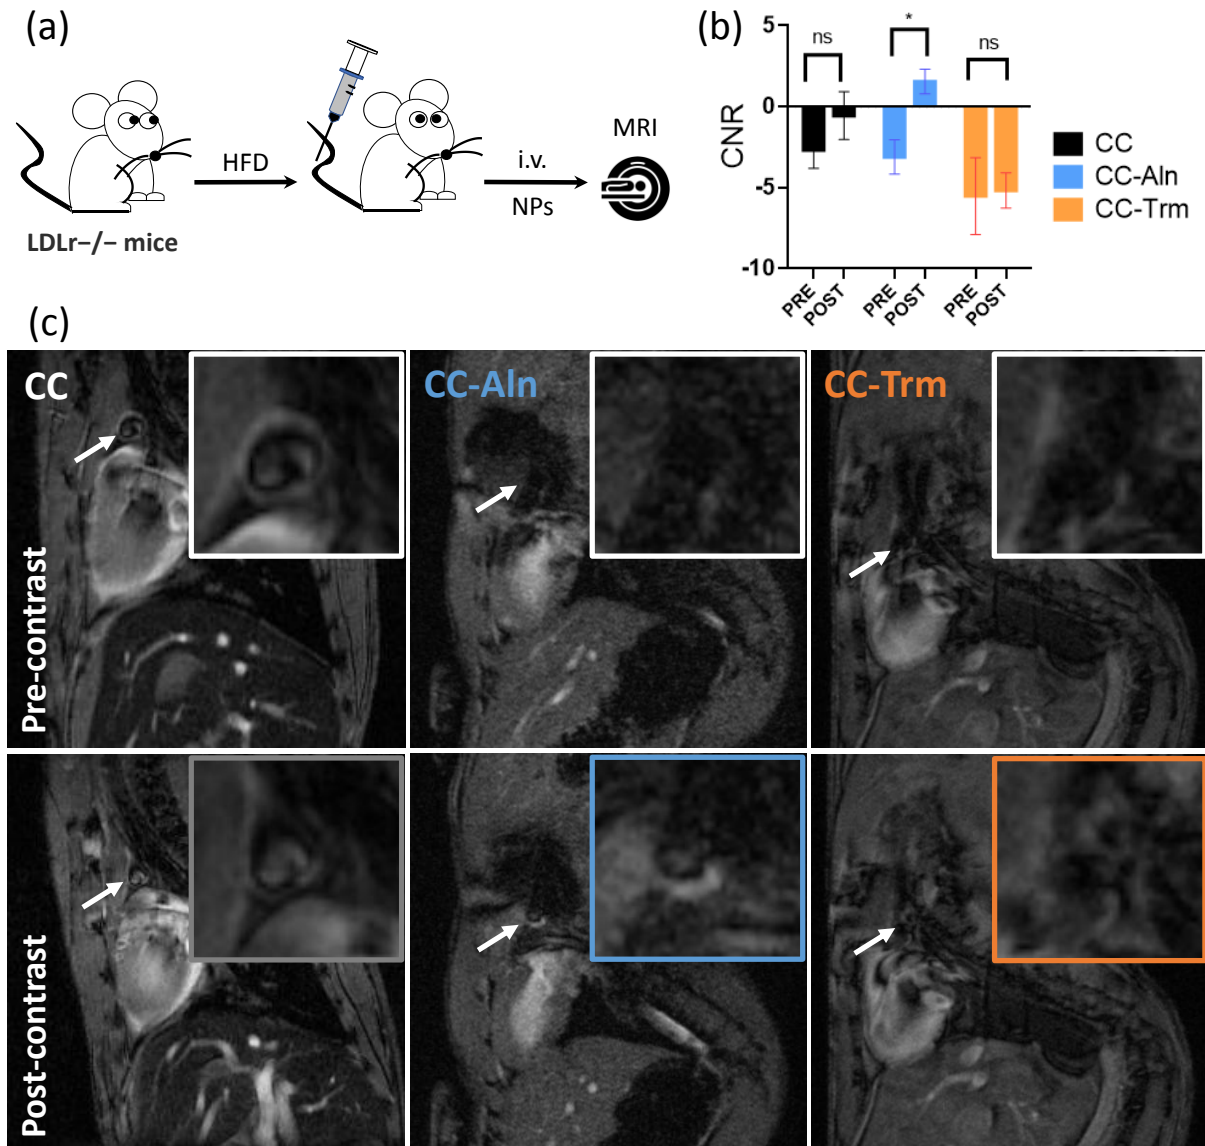 (a)
HFD
i.v.
NPs
MRI
LDLr−/− mice
(b)
CNR
5
0
-5
-10
ns
*
ns
PRE
POST
PRE
POST
PRE
POST
CC
CC-Aln
CC-Trm
(c)
CC
CC-Aln
CC-Trm
Pre-contrast
Post-contrast